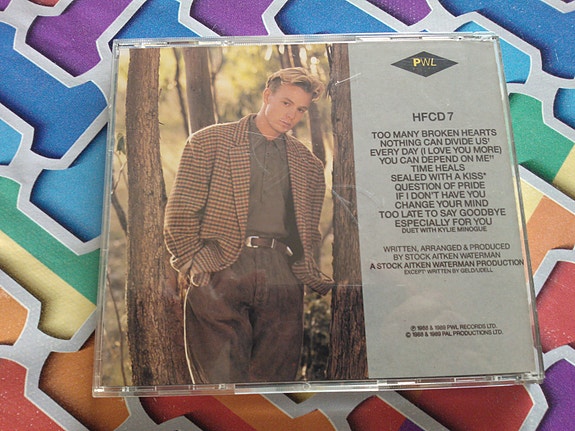 PWL
HFCD 7
TOO MANY BROKEN HEARTS
NOTHING CAN DIVIDE US'
EVERY DAY (I LOVE YOU MORE)
YOU CAN DEPEND ON ME"
TIME HEALS
SEALED WITH A KISS*
QUESTION OF PRIDE
IF I DON'T HAVE YOU
CHANGE YOUR MIND
TOO LATE TO SAY GOODBYE
ESPECIALLY FOR YOU
DUET WITH KYLIE MINOGUE
WRITTEN, ARRANGED & PRODUCED
BY STOCK AITKEN WATERMAN
A STOCK AITKEN WATERMAN PRODUCTION
EXCEPT* WRITTEN BY GELD/UDELL
℗ 1988 & 1989 PWL RECORDS LTD.
© 1988 & 1989 PAL PRODUCTIONS LTD.